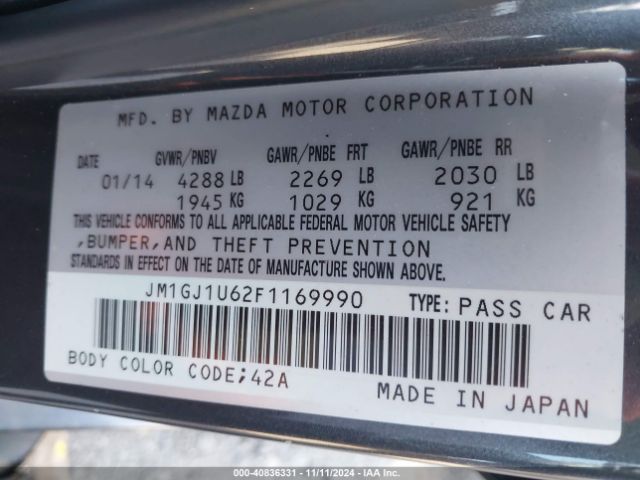 MFD. BY MAZDA MOTOR CORPORATION
DATE GVWR/PNBV GAWR/PNBE FRT GAWR/PNBE RR
01/14 4288 LB 2269 LB 2030 LB
1945 KG 1029 KG 921 KG
THIS VEHICLE CONFORMS TO ALL APPLICABLE FEDERAL MOTOR VEHICLE SAFETY
,BUMPER,AND THEFT PREVENTION
STANDARDS IN EFFECT ON THE DATE OF MANUFACTURE SHOWN ABOVE.
JM1GJ1U62F1169990 TYPE: PASS CAR
BODY COLOR CODE;42A MADE IN JAPAN
000-40836331 - 11/11/2024 - IAA Inc.